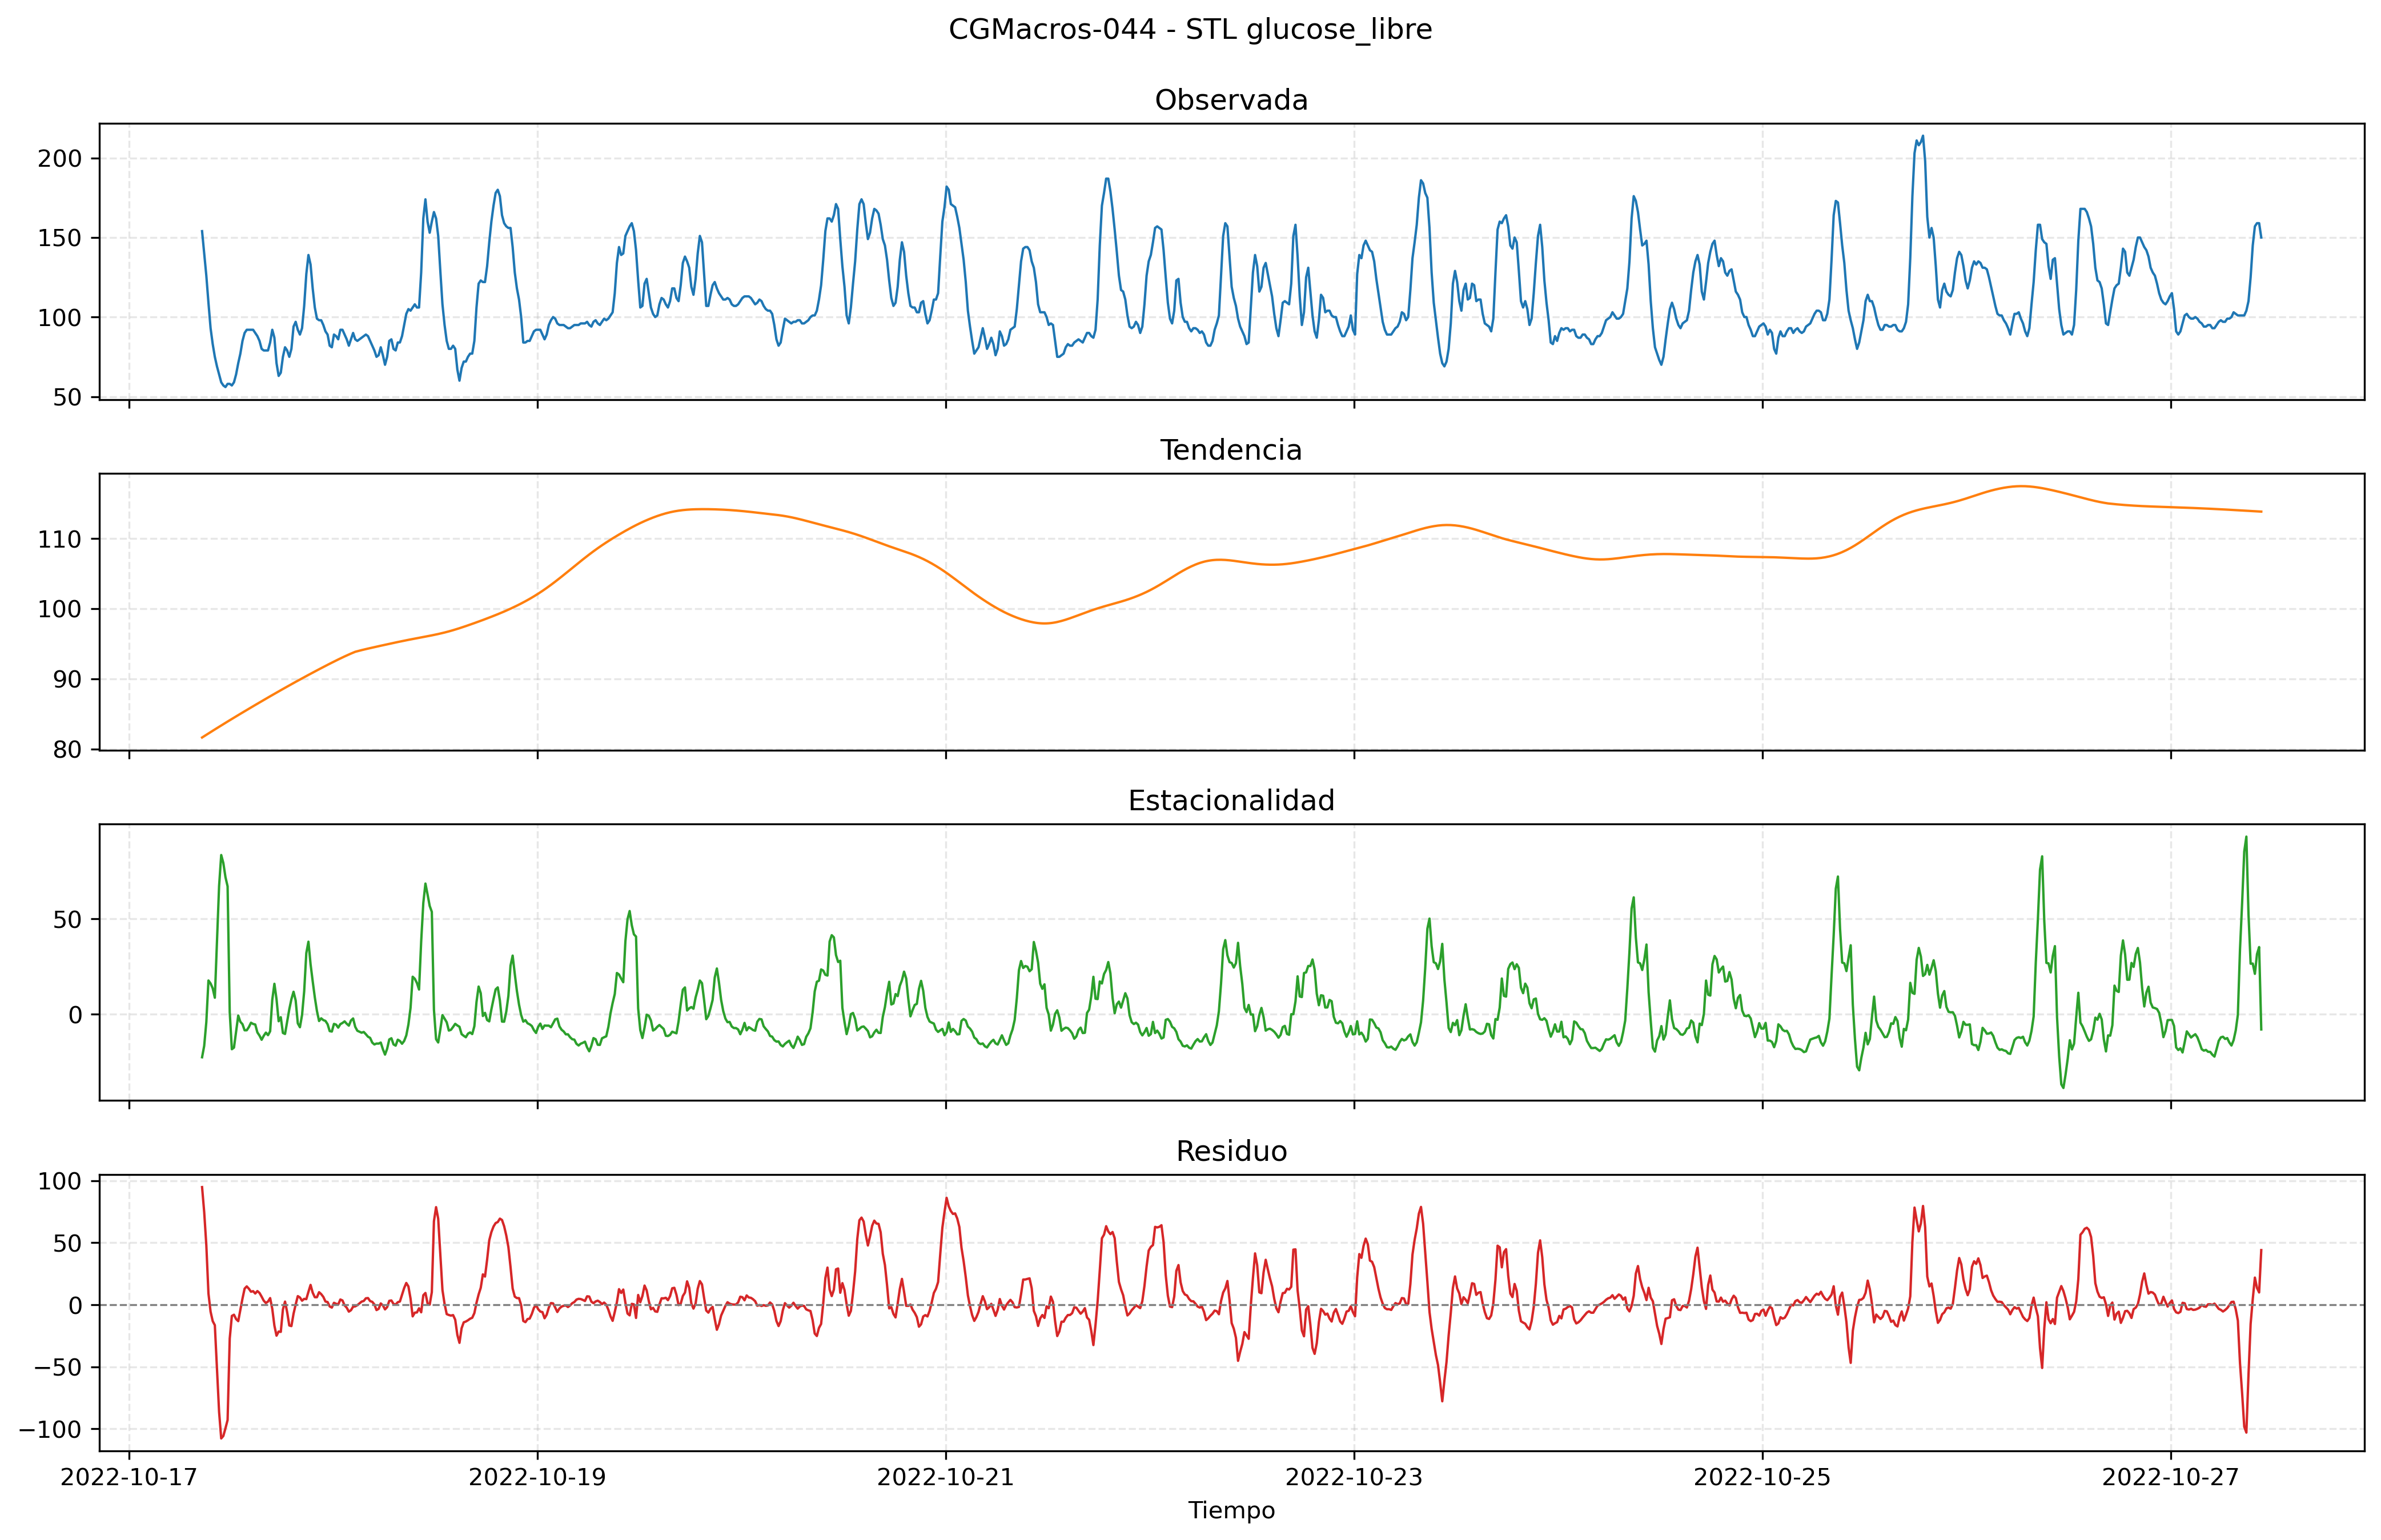 CGMacros-044 - STL glucose_libre
Observada
200
150
100
50
Tendencia
110
100
90
80
Estacionalidad
50
0
Residuo
100
50
0
−50
−100
2022-10-17 2022-10-19 2022-10-21 2022-10-23 2022-10-25 2022-10-27
Tiempo